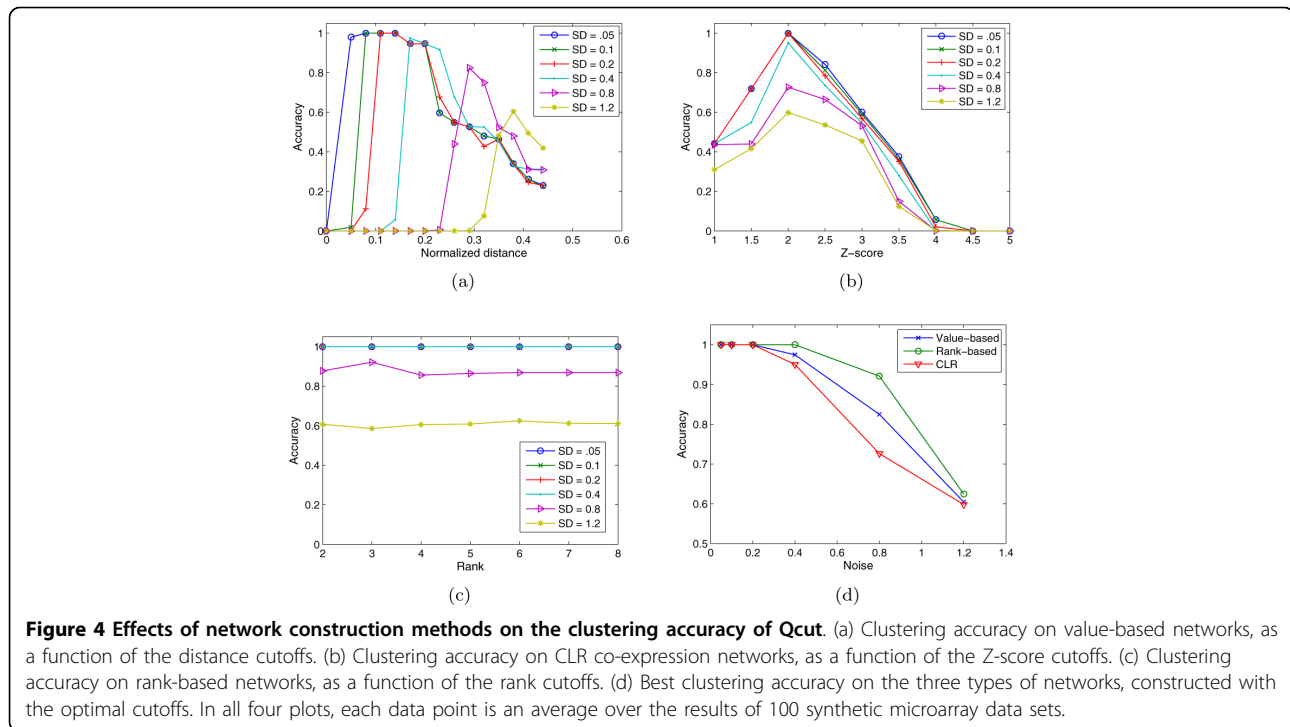 1
0.8
0.6
0.4
0.2
0
Accuracy
0 0.1 0.2 0.3 0.4 0.5 0.6
Normalized distance
SD = .05
SD = 0.1
SD = 0.2
SD = 0.4
SD = 0.8
SD = 1.2
(a)
1
0.8
0.6
0.4
0.2
0
Accuracy
1 1.5 2 2.5 3 3.5 4 4.5 5
Z-score
SD = .05
SD = 0.1
SD = 0.2
SD = 0.4
SD = 0.8
SD = 1.2
(b)
1
0.8
0.6
0.4
0.2
0
Accuracy
2 3 4 5 6 7 8
Rank
SD = .05
SD = 0.1
SD = 0.2
SD = 0.4
SD = 0.8
SD = 1.2
(c)
1
0.9
0.8
0.7
0.6
0.5
Accuracy
0 0.2 0.4 0.6 0.8 1 1.2 1.4
Noise
Value-based
Rank-based
CLR
(d)
Figure 4 Effects of network construction methods on the clustering accuracy of Qcut. (a) Clustering accuracy on value-based networks, as
a function of the distance cutoffs. (b) Clustering accuracy on CLR co-expression networks, as a function of the Z-score cutoffs. (c) Clustering
accuracy on rank-based networks, as a function of the rank cutoffs. (d) Best clustering accuracy on the three types of networks, constructed with
the optimal cutoffs. In all four plots, each data point is an average over the results of 100 synthetic microarray data sets.